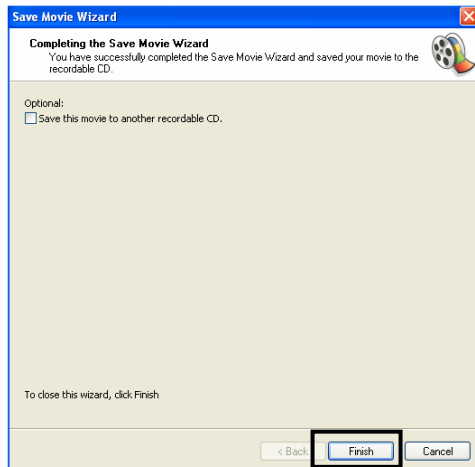 Save Movie Wizard
Completing the Save Movie Wizard
You have successfully completed the Save Movie Wizard and saved your movie to the
recordable CD.
Optional:
Save this movie to another recordable CD.
To close this wizard, click Finish
< Back Finish Cancel